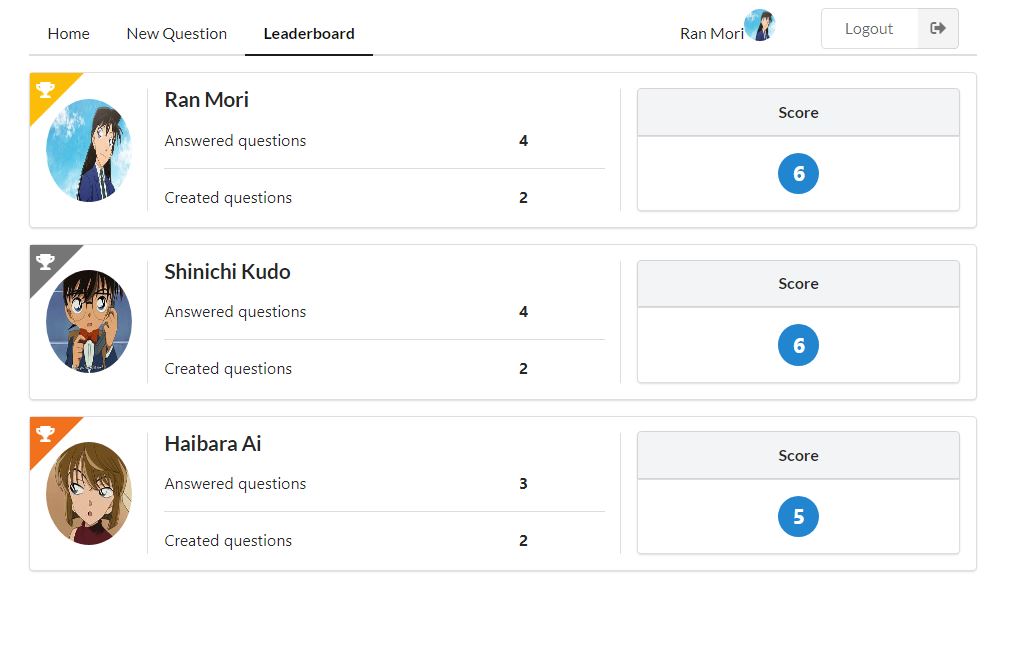 Home New Question Leaderboard Ran Mori Logout
Ran Mori
Answered questions 4
Created questions 2
Score
6
Shinichi Kudo
Answered questions 4
Created questions 2
Score
6
Haibara Ai
Answered questions 3
Created questions 2
Score
5